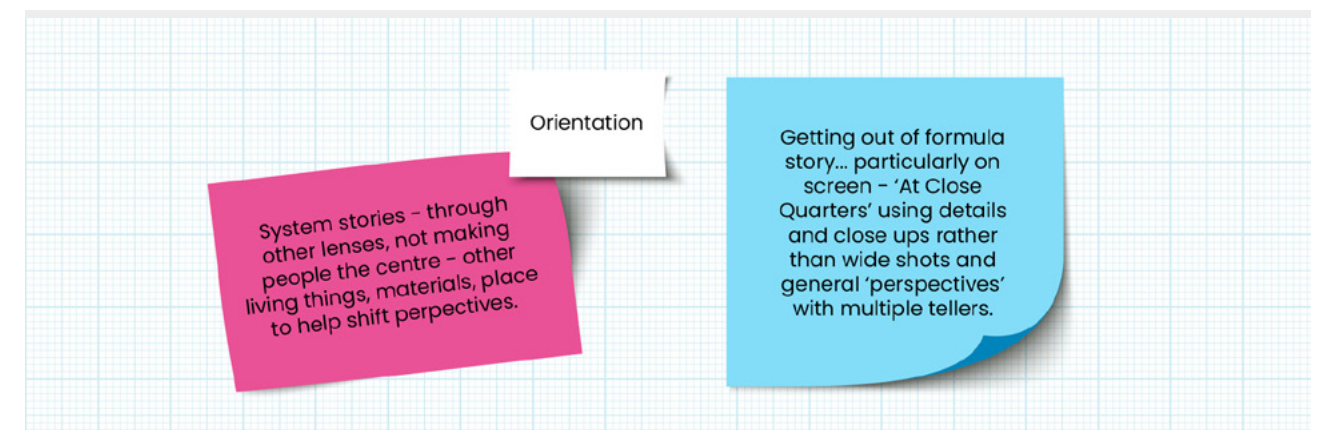 Orientation
System stories – through
other lenses, not making
people the centre – other
living things, materials, place
to help shift perpectives.
Getting out of formula
story... particularly on
screen – ‘At Close
Quarters’ using details
and close ups rather
than wide shots and
general ‘perspectives’
with multiple tellers.